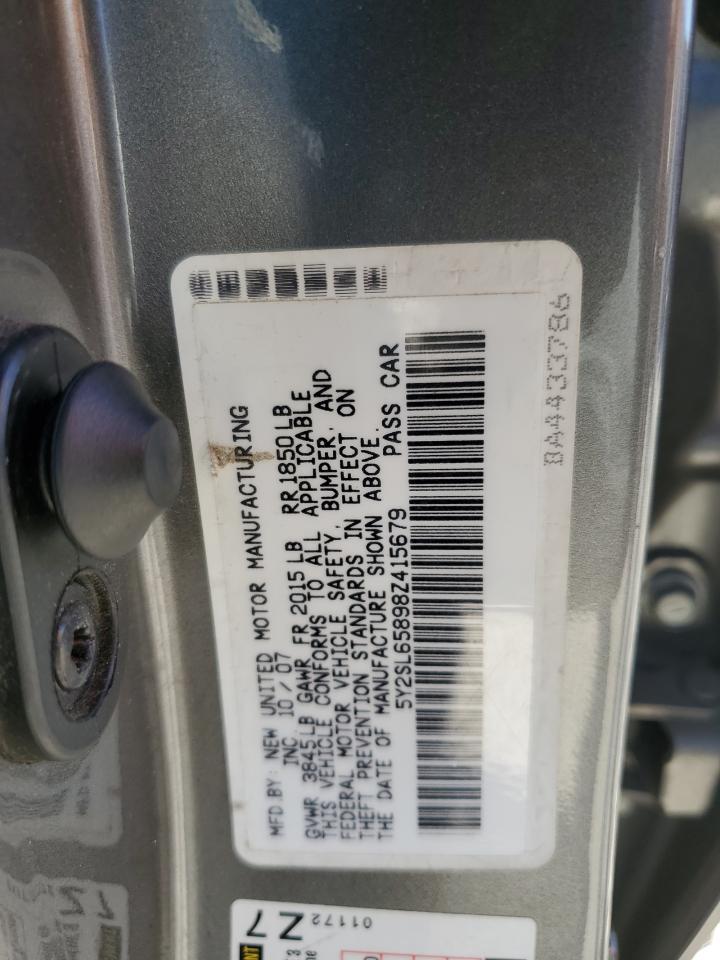 MFD.BY: NEW UNITED MOTOR MANUFACTURING
INC 10/07
GVWR 3845LB GAWR FR 2015LB RR1850LB
THIS VEHICLE CONFORMS TO ALL APPLICABLE
FEDERAL MOTOR VEHICLE SAFETY, BUMPER, AND
THEFT PREVENTION STANDARDS IN EFFECT ON
THE DATE OF MANUFACTURE SHOWN ABOVE.
5Y2SL65898Z415679 PASS CAR
BA4433786
Z7
01172